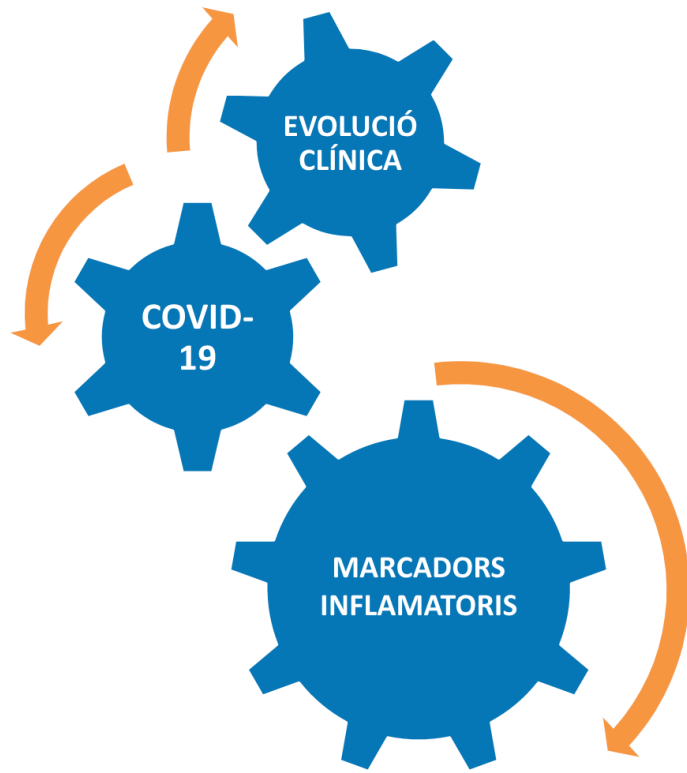 EVOLUCIÓ
CLÍNICA
COVID-
19
MARCADORS
INFLAMATORIS